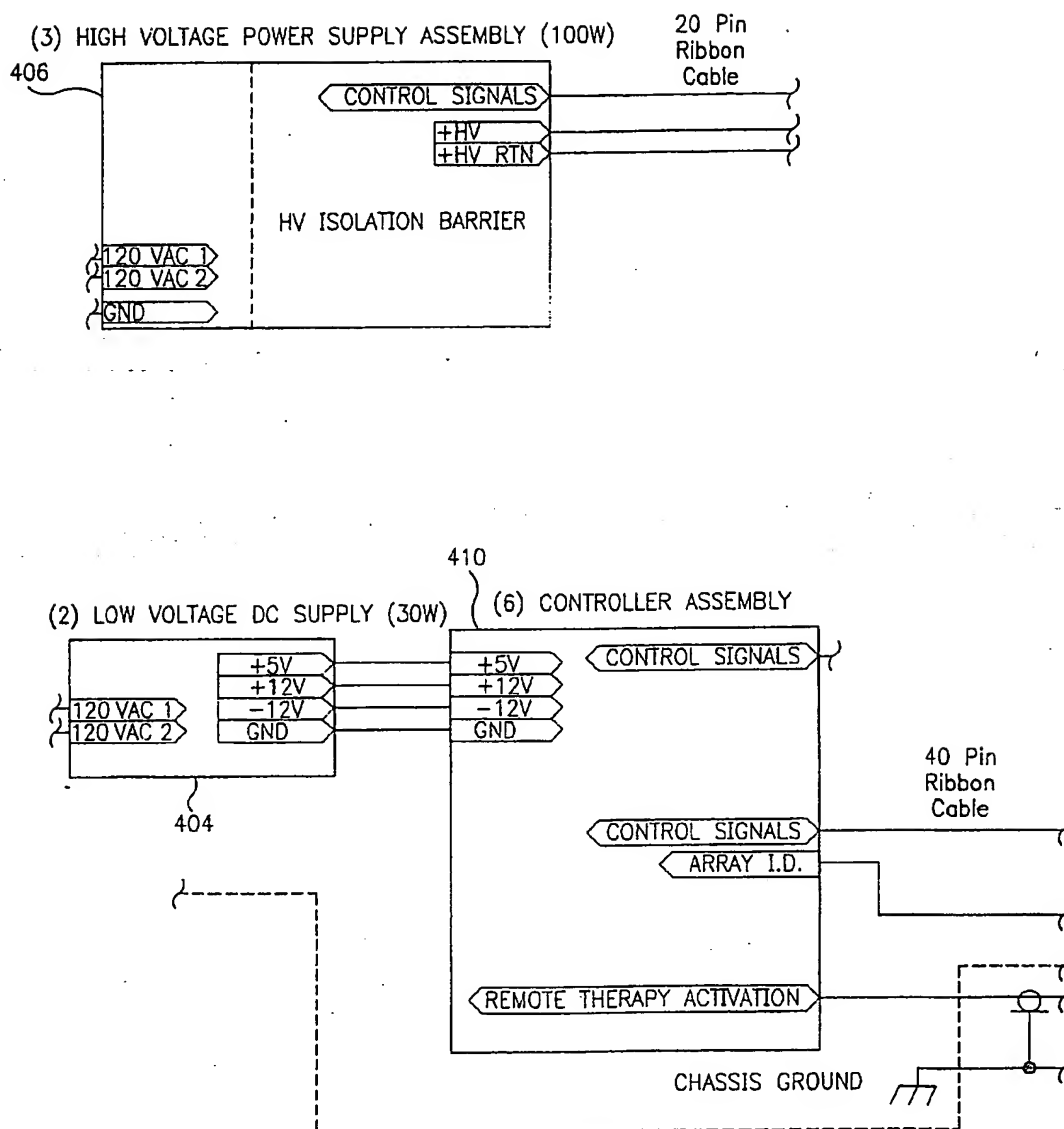 (3) HIGH VOLTAGE POWER SUPPLY ASSEMBLY (100W)
20 Pin
Ribbon
Cable
406
CONTROL SIGNALS
+HV
+HV RTN
HV ISOLATION BARRIER
120 VAC 1
120 VAC 2
GND
410
(2) LOW VOLTAGE DC SUPPLY (30W)
(6) CONTROLLER ASSEMBLY
+5V
+12V
-12V
GND
120 VAC 1
120 VAC 2
404
+5V
+12V
-12V
GND
CONTROL SIGNALS
40 Pin
Ribbon
Cable
CONTROL SIGNALS
ARRAY I.D.
REMOTE THERAPY ACTIVATION
CHASSIS GROUND